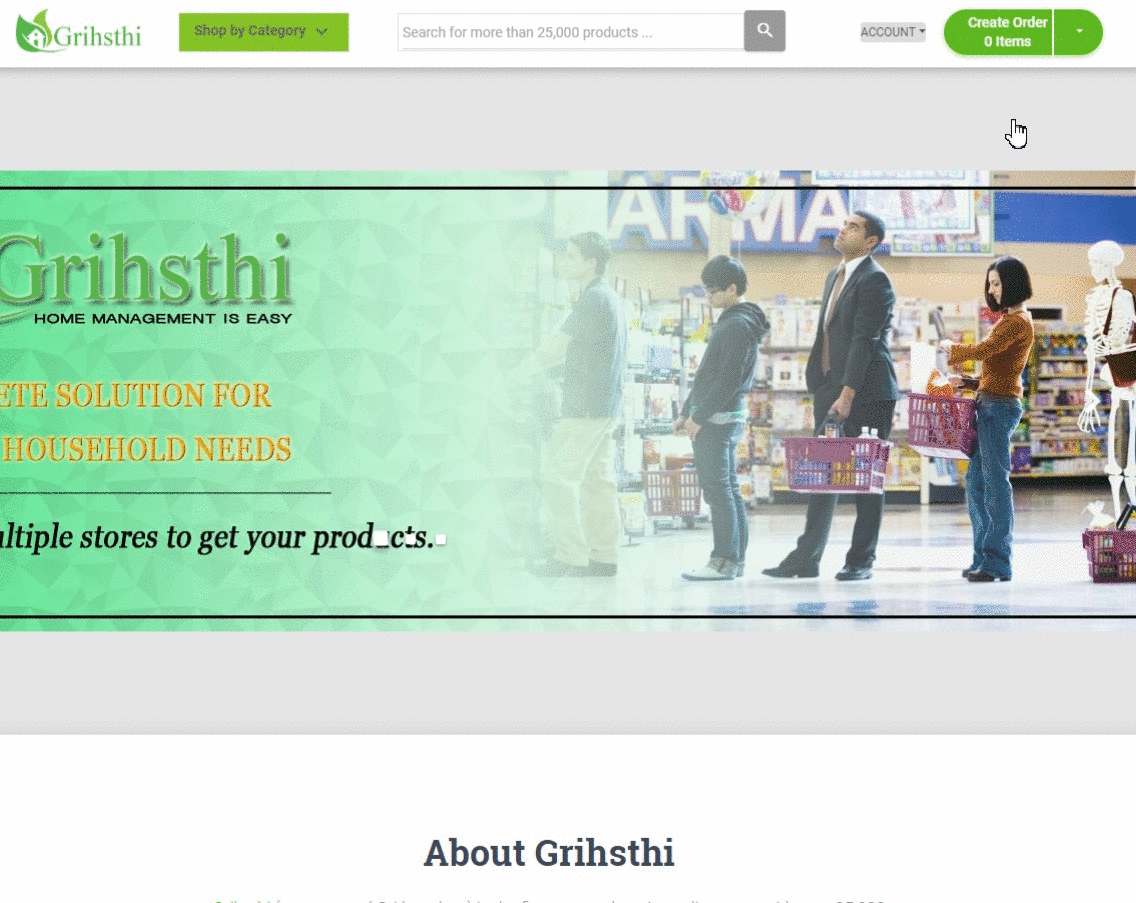 Grihsthi
Shop by Category
Search for more than 25,000 products ...
ACCOUNT
Create Order
0 Items
ARMA
Grihsthi
HOME MANAGEMENT IS EASY
ETE SOLUTION FOR
HOUSEHOLD NEEDS
ultiple stores to get your products.
About Grihsthi